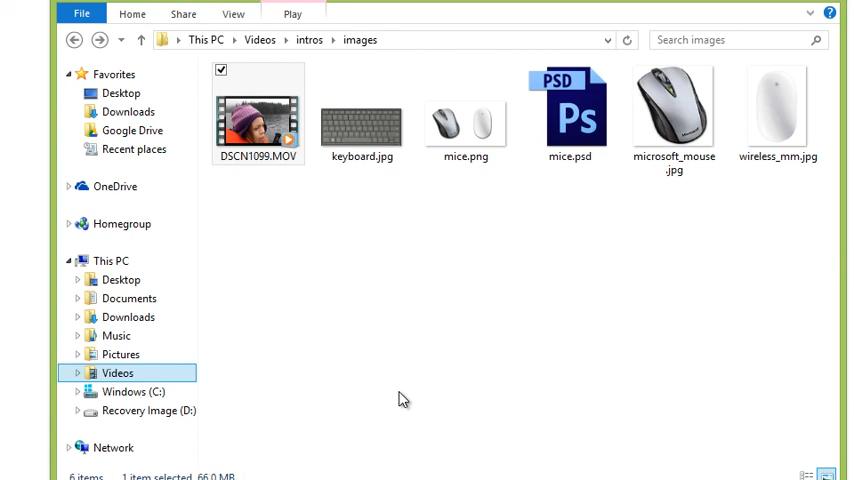 File Home Share View Play
This PC Videos intros images Search images
Favorites
Desktop
Downloads
Google Drive
Recent places
OneDrive
Homegroup
This PC
Desktop
Documents
Downloads
Music
Pictures
Videos
Windows (C:)
Recovery Image (D:)
Network
PSD
Ps
DSCN1099.MOV keyboard.jpg mice.png mice.psd microsoft_mouse.jpg wireless_mm.jpg
6 items 1 item selected 66.0 MB